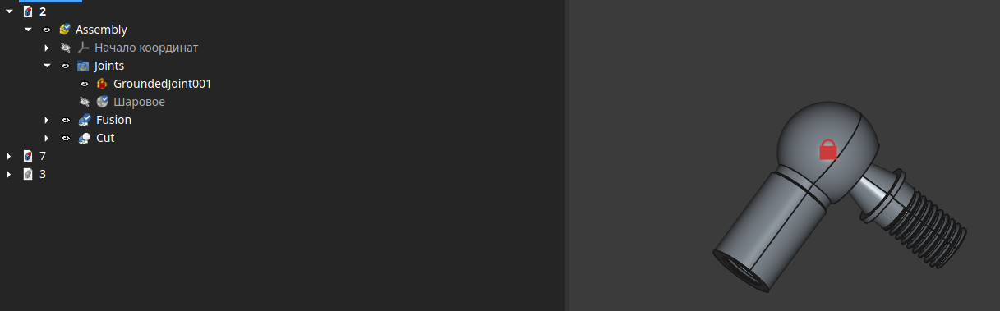 2
Assembly
Начало координат
Joints
GroundedJoint001
Шаровое
Fusion
Cut
7
3